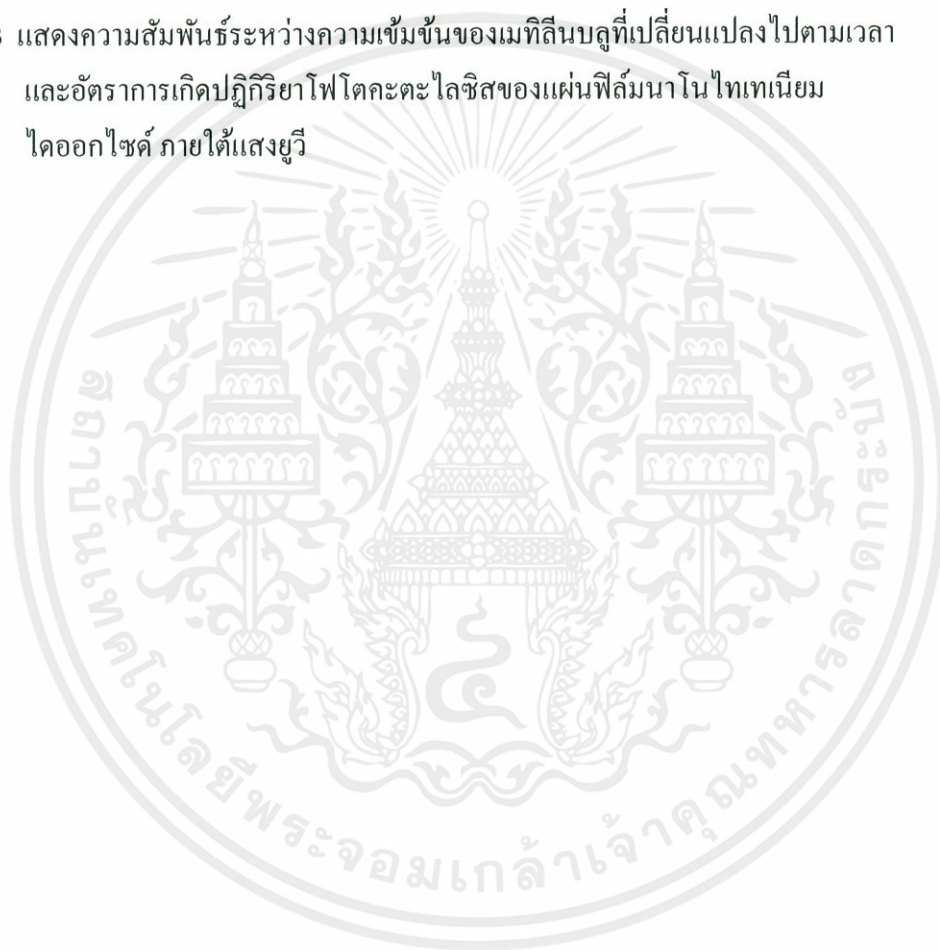 แสดงความสัมพันธ์ระหว่างความเข้มข้นของเมทิลีนบลูที่เปลี่ยนแปลงไปตามเวลา
และอัตราการเกิดปฏิกิริยาโฟโตคะตะไลซิสของแผ่นฟิล์มนาโนไทเทเนียม
ไดออกไซด์ ภายใต้แสงยูวี
สถาบันเทคโนโลยีพระจอมเกล้าเจ้าคุณทหารลาดกระบัง